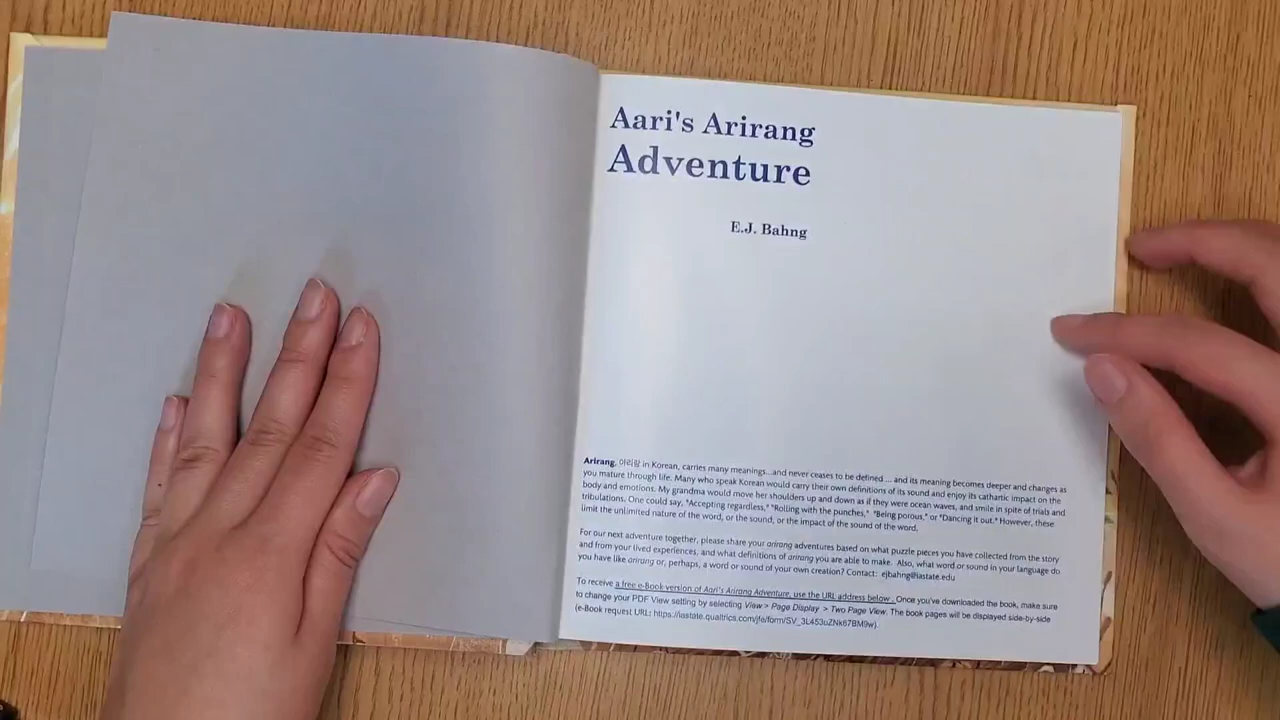 Aari's Arirang
Adventure
E.J. Bahng
Arirang, 아리랑 in Korean, carries many meanings...and never ceases to be defined ... and its meaning becomes deeper and changes as
you mature through life. Many who speak Korean would carry their own definitions of its sound and enjoy its cathartic impact on the
body and emotions. My grandma would move her shoulders up and down as if they were ocean waves, and smile in spite of trials and
tribulations. One could say, "Accepting regardless," "Rolling with the punches," "Being porous," or "Dancing it out." However, these
limit the unlimited nature of the word, or the sound, or the impact of the sound of the word.
For our next adventure together, please share your arirang adventures based on what puzzle pieces you have collected from the story
and from your lived experiences, and what definitions of arirang you are able to make. Also, what word or sound in your language do
you have like arirang or, perhaps, a word or sound of your own creation? Contact: ejbahng@iastate.edu
To receive a free e-Book version of Aari's Arirang Adventure, use the URL address below. Once you've downloaded the book, make sure
to change your PDF View setting by selecting View > Page Display > Two Page View. The book pages will be displayed side-by-side
(e-Book request URL: https://iastate.qualtrics.com/jfe/form/SV_3L453uZNk67BM9w).